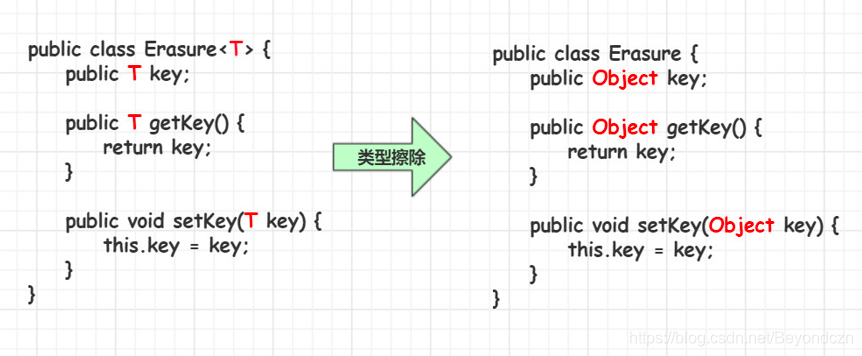 public class Erasure<T> {
public T key;
public T getKey() {
return key;
}
public void setKey(T key) {
this.key = key;
}
}
类型擦除
public class Erasure {
public Object key;
public Object getKey() {
return key;
}
public void setKey(Object key) {
this.key = key;
}
}
https://blog.csdn.net/Beyondczn